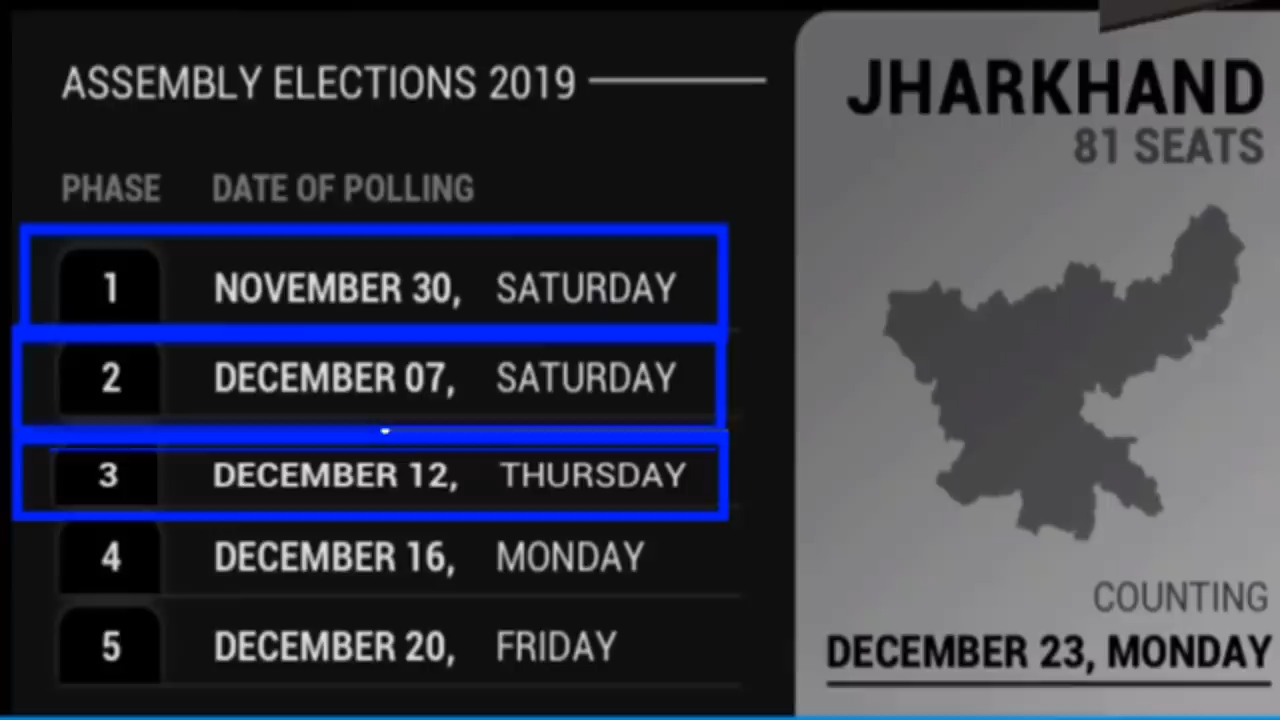 ASSEMBLY ELECTIONS 2019
PHASE DATE OF POLLING
1 NOVEMBER 30, SATURDAY
2 DECEMBER 07, SATURDAY
3 DECEMBER 12, THURSDAY
4 DECEMBER 16, MONDAY
5 DECEMBER 20, FRIDAY
JHARKHAND
81 SEATS
COUNTING
DECEMBER 23, MONDAY